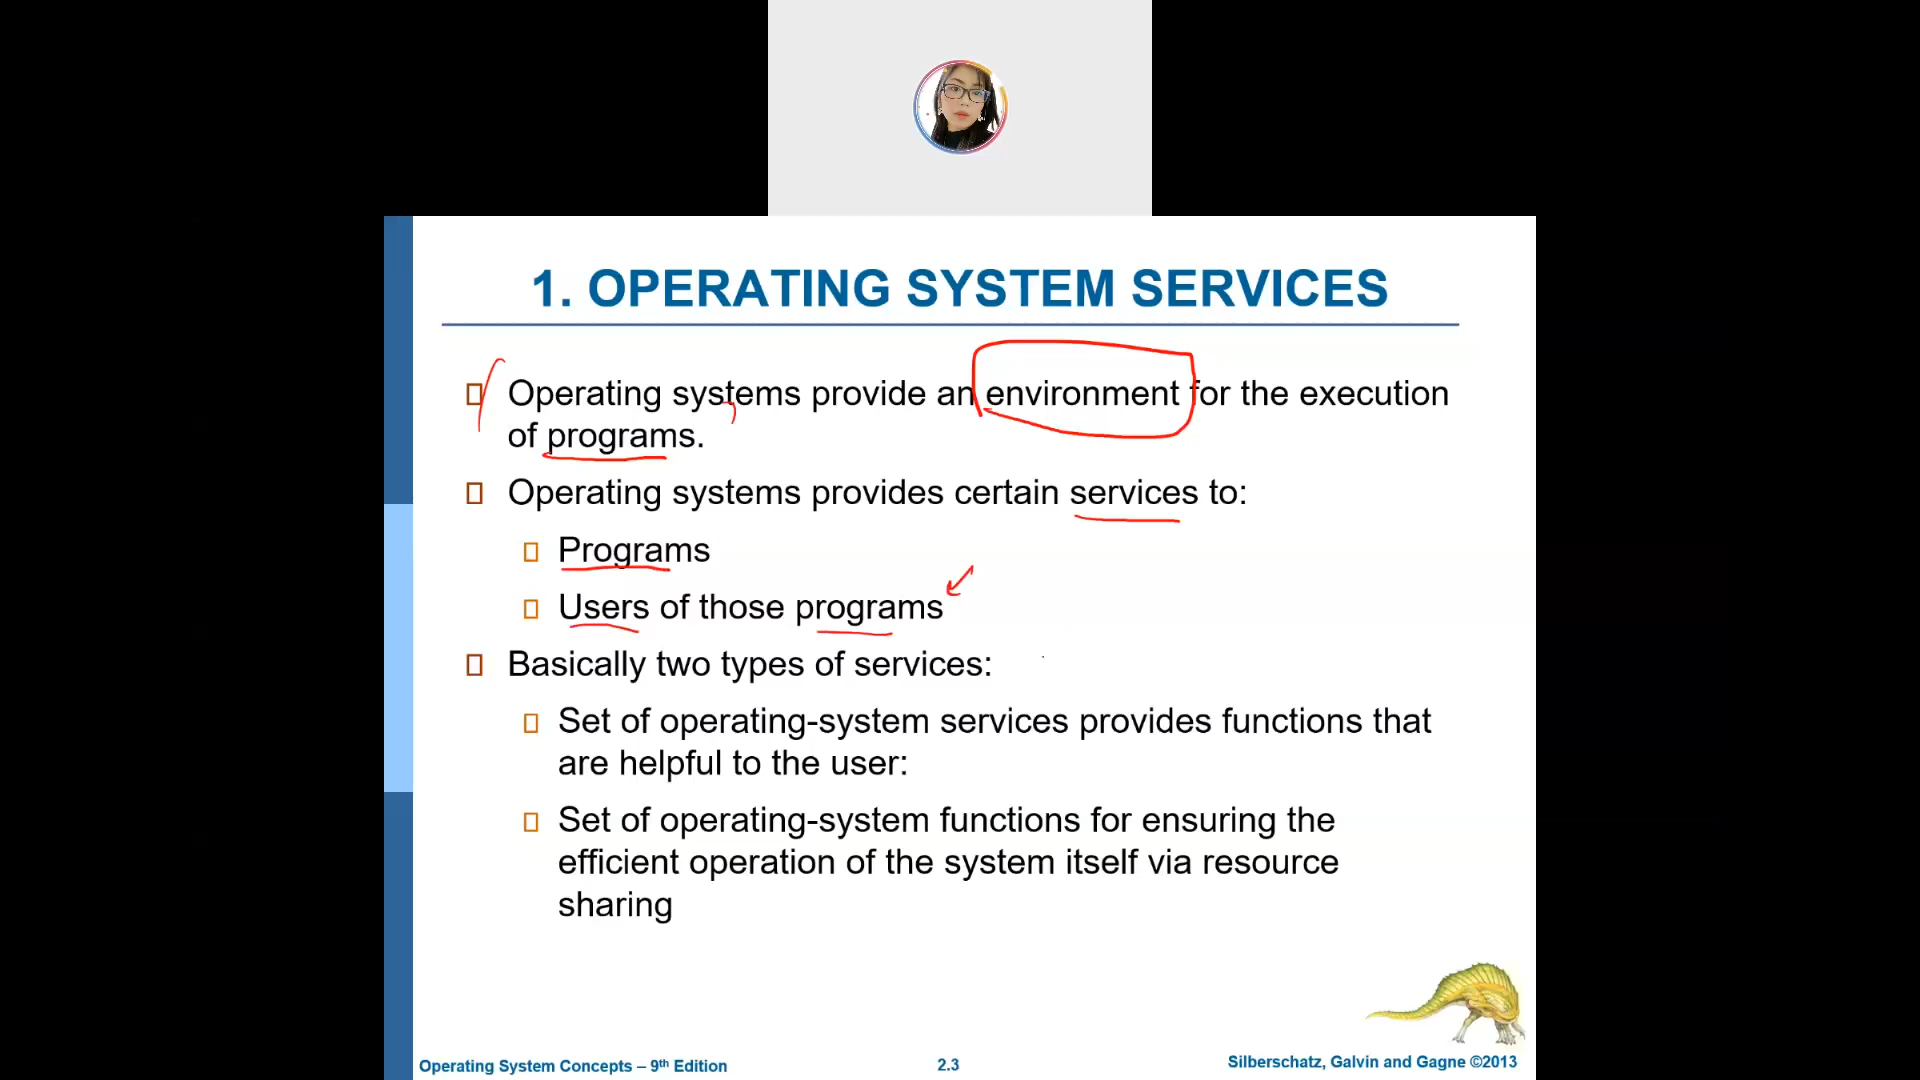 1. OPERATING SYSTEM SERVICES
Operating systems provide an environment for the execution
of programs.
Operating systems provides certain services to:
Programs
Users of those programs
Basically two types of services:
Set of operating-system services provides functions that
are helpful to the user:
Set of operating-system functions for ensuring the
efficient operation of the system itself via resource
sharing
Operating System Concepts – 9th Edition
2.3
Silberschatz, Galvin and Gagne ©2013